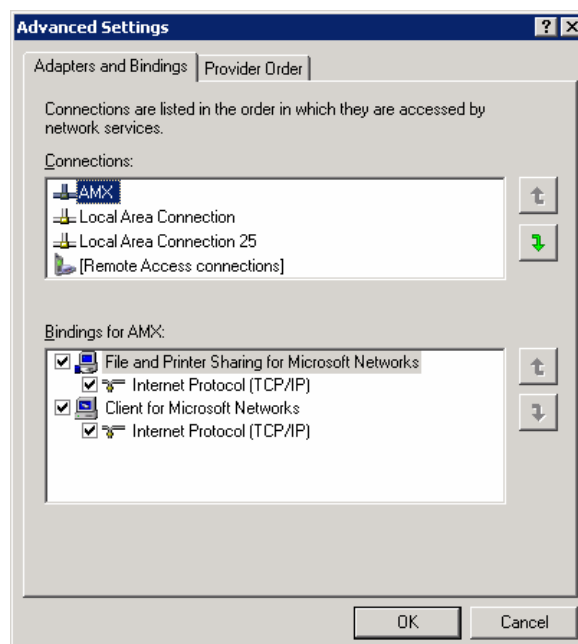 Advanced Settings
Adapters and Bindings
Provider Order
Connections are listed in the order in which they are accessed by
network services.
Connections:
AMX
Local Area Connection
Local Area Connection 25
[Remote Access connections]
Bindings for AMX:
File and Printer Sharing for Microsoft Networks
Internet Protocol (TCP/IP)
Client for Microsoft Networks
Internet Protocol (TCP/IP)
OK
Cancel